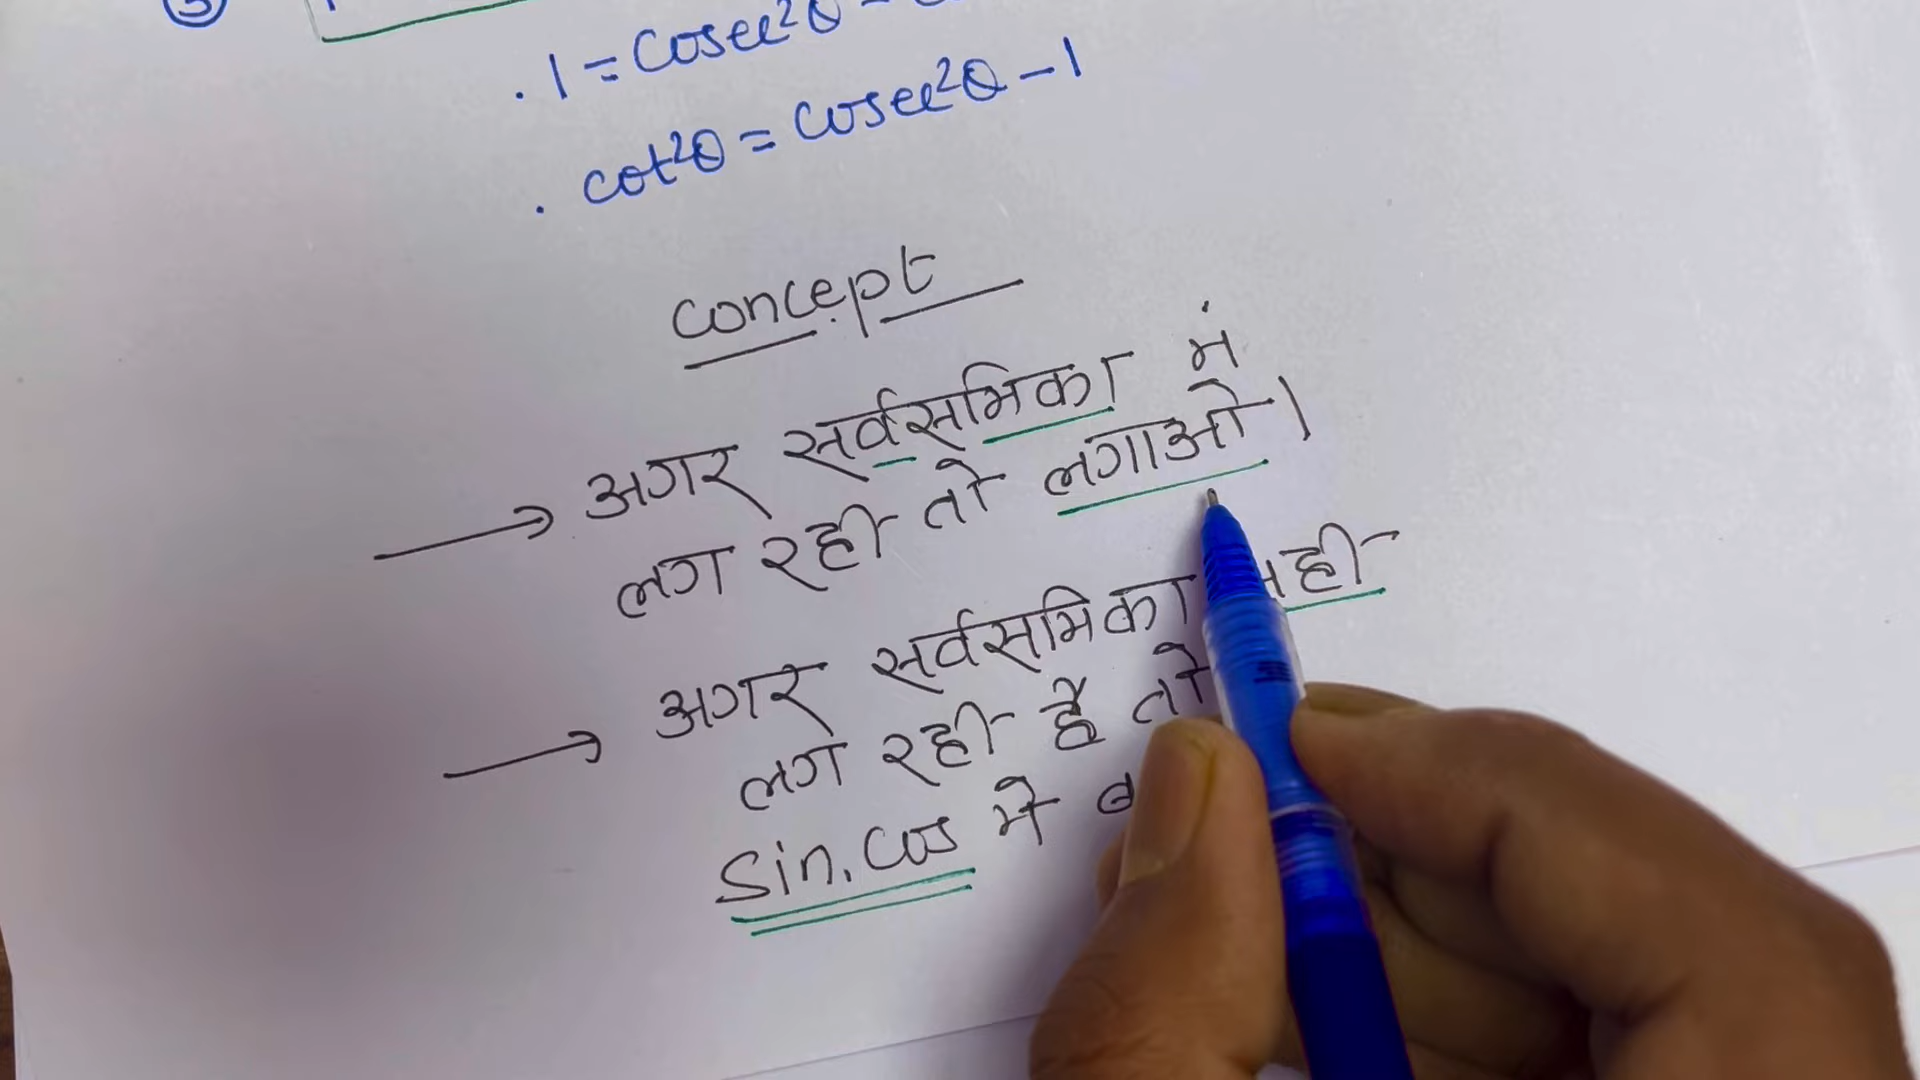 3
. 1 = cosec²θ -
. cot²θ = cosec²θ - 1
concept
→ अगर सर्वसमिका में
लग रही तो लगाओ।
→ अगर सर्वसमिका
लग रही है तो
sin, cos मे